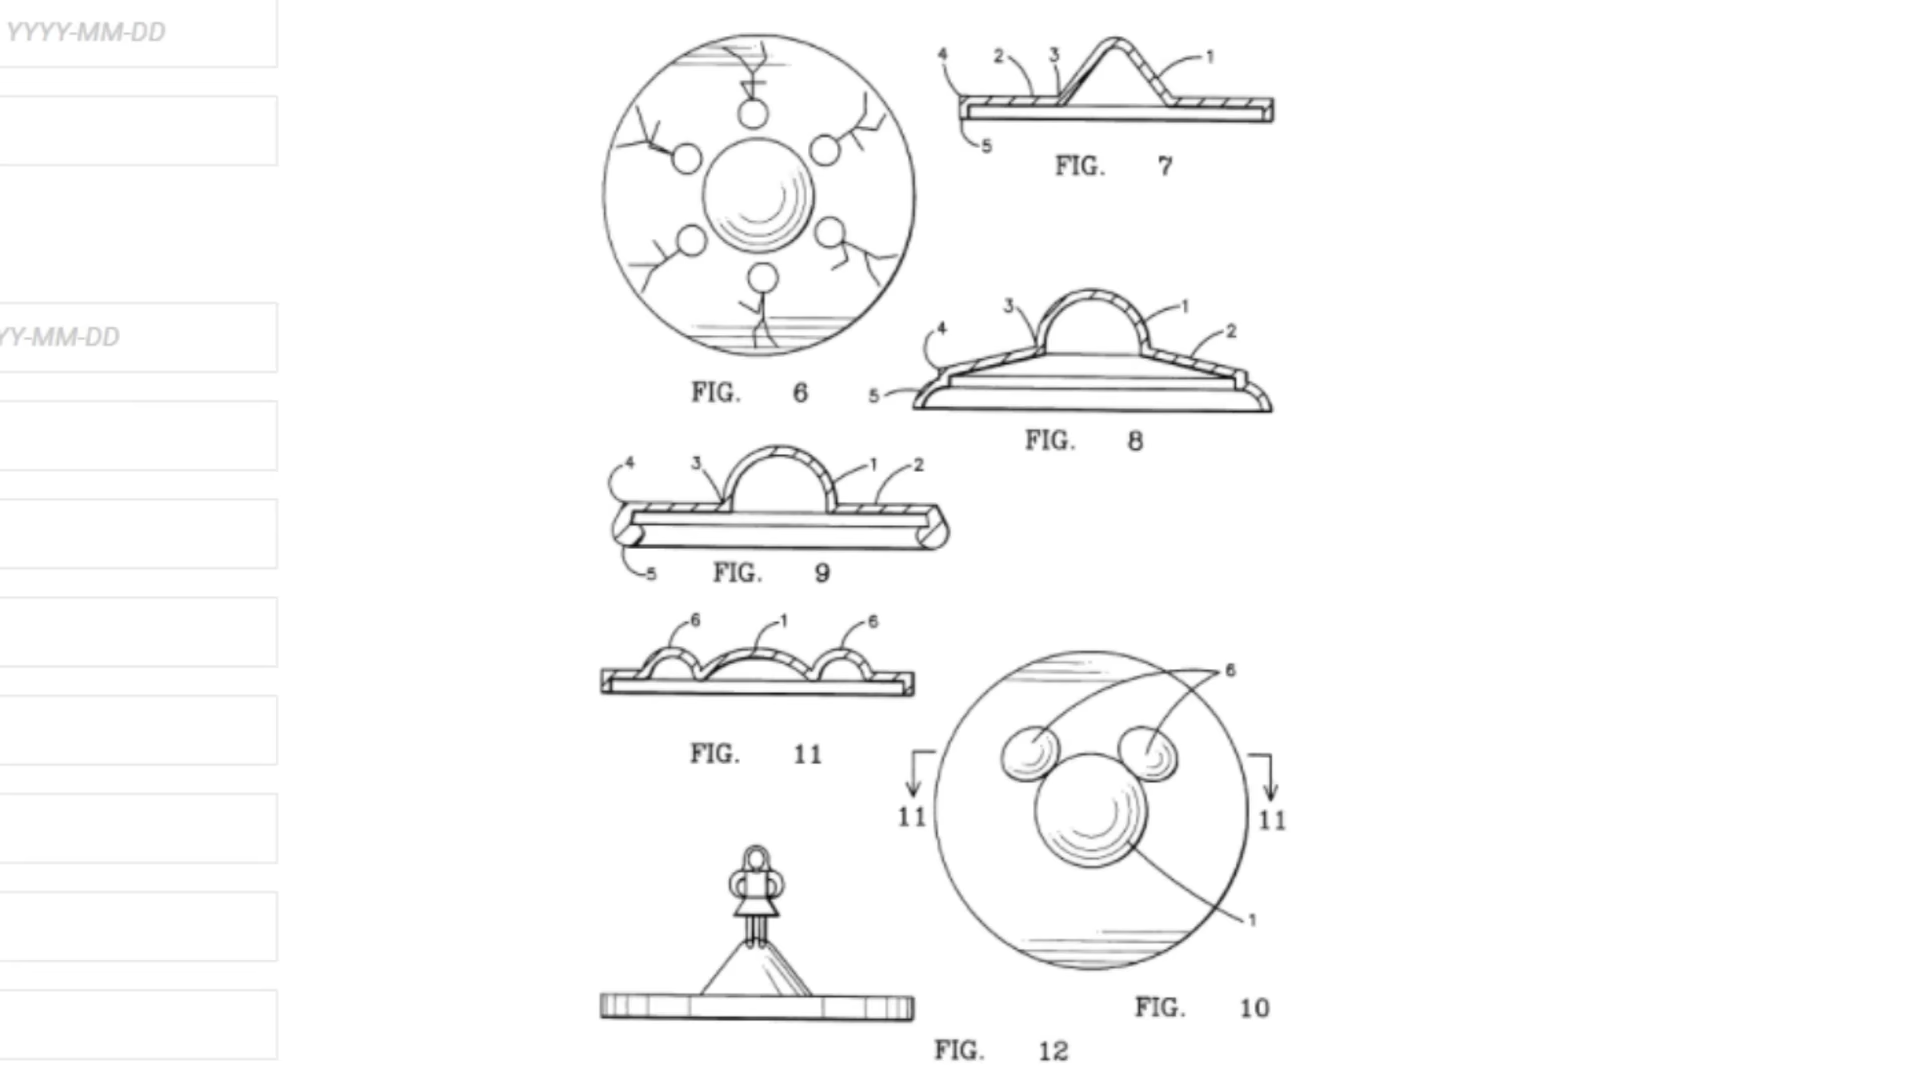 YYYY-MM-DD
YY-MM-DD
4 2 3 1
5
FIG. 7
3 1
4 2
5
FIG. 6
FIG. 8
4 3 1 2
5
FIG. 9
6 1 6
6
FIG. 11
11 11
1
FIG. 10
FIG. 12